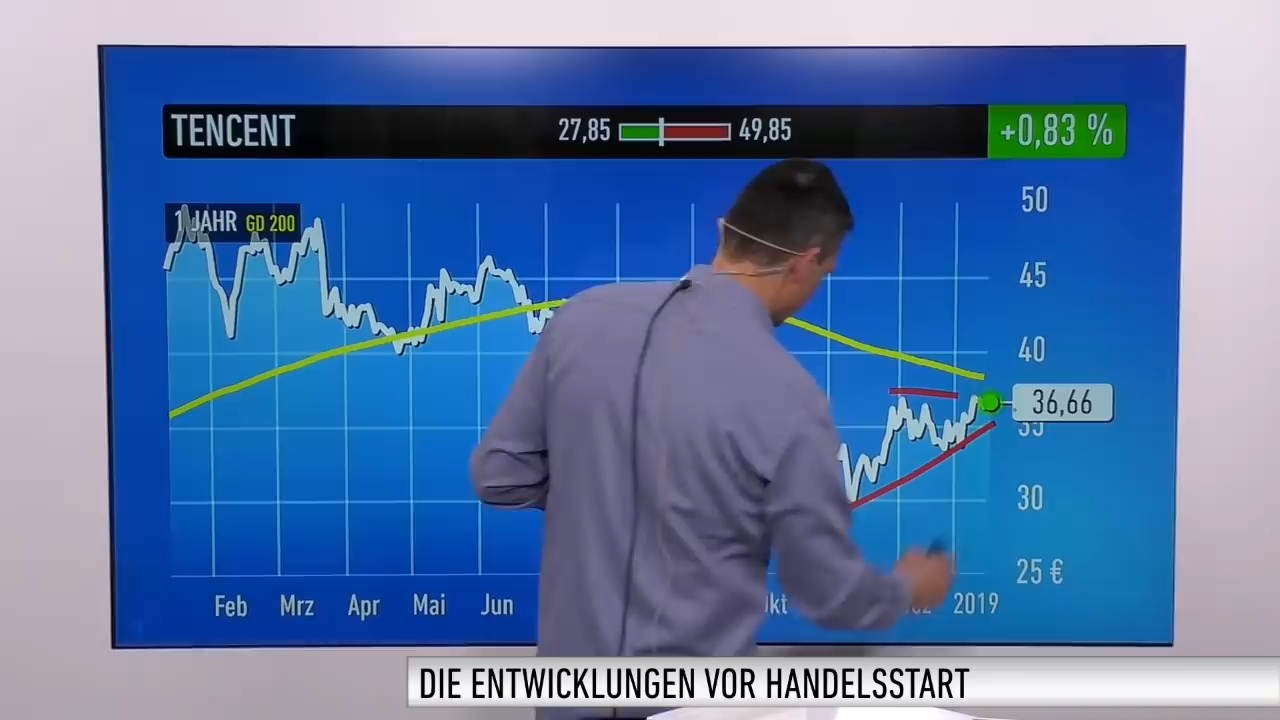 TENCENT 27,85 49,85 +0,83 %
1 JAHR GD 200
50
45
40
36,66
35
30
25 €
Feb Mrz Apr Mai Jun 2019
DIE ENTWICKLUNGEN VOR HANDELSSTART